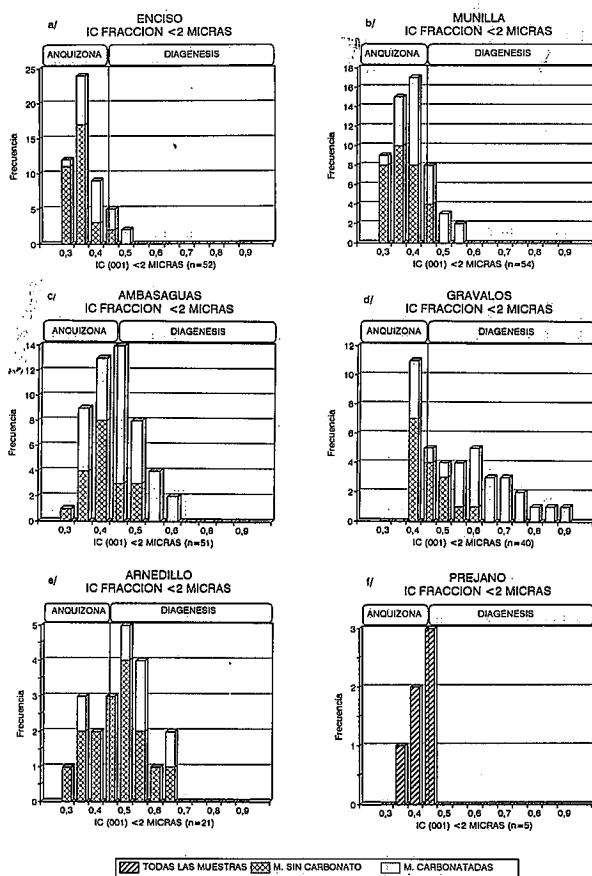 a/
ENCISO
IC FRACCION <2 MICRAS
ANQUIZONA
DIAGENESIS
Frecuencia
25
20
15
10
5
0
0,3 0,4 0,5 0,6 0,7 0,8 0,9
IC (001) <2 MICRAS (n=52)
b/
MUNILLA
IC FRACCION <2 MICRAS
ANQUIZONA
DIAGENESIS
Frecuencia
18
16
14
12
10
8
6
4
2
0
0,3 0,4 0,5 0,6 0,7 0,8 0,9
IC (001) <2 MICRAS (n=54)
c/
AMBASAGUAS
IC FRACCION <2 MICRAS
ANQUIZONA
DIAGENESIS
Frecuencia
14
12
10
8
6
4
2
0
0,3 0,4 0,5 0,6 0,7 0,8 0,9
IC (001) <2 MICRAS (n=51)
d/
GRAVALOS
IC FRACCION <2 MICRAS
ANQUIZONA
DIAGENESIS
Frecuencia
12
10
8
6
4
2
0
0,3 0,4 0,5 0,6 0,7 0,8 0,9
IC (001) <2 MICRAS (n=40)
e/
ARNEDILLO
IC FRACCION <2 MICRAS
ANQUIZONA
DIAGENESIS
Frecuencia
5
4
3
2
1
0
0,3 0,4 0,5 0,6 0,7 0,8 0,9
IC (001) <2 MICRAS (n=21)
f/
PREJANO
IC FRACCION <2 MICRAS
ANQUIZONA
DIAGENESIS
Frecuencia
3
2
1
0
0,3 0,4 0,5 0,6 0,7 0,8 0,9
IC (001) <2 MICRAS (n=5)
TODAS LAS MUESTRAS M. SIN CARBONATO M. CARBONATADAS